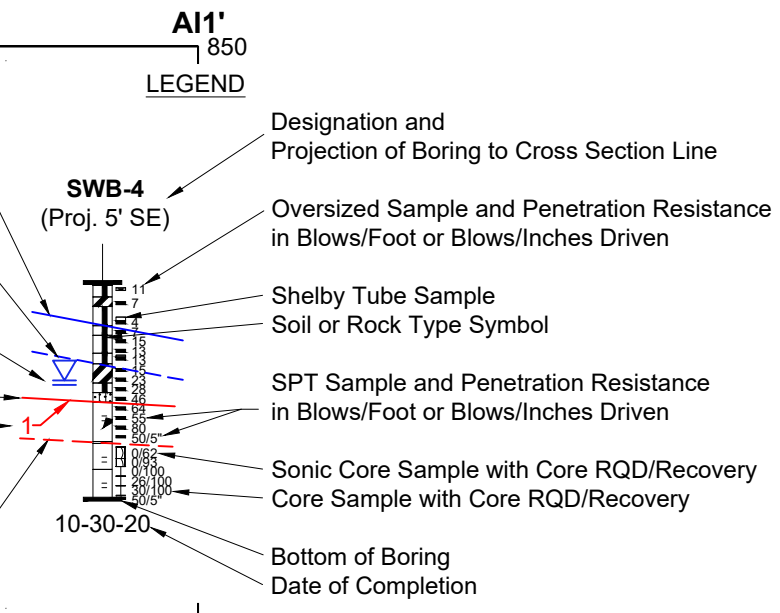 AI1'
850
LEGEND
Designation and
Projection of Boring to Cross Section Line
SWB-4
(Proj. 5' SE)
Oversized Sample and Penetration Resistance
in Blows/Foot or Blows/Inches Driven
11
7
Shelby Tube Sample
4
Soil or Rock Type Symbol
15
13
13
15
23
28
46
64
55
80
50/5"
SPT Sample and Penetration Resistance
in Blows/Foot or Blows/Inches Driven
1
0/62
0/93
0/100
26/100
30/100
50/5"
Sonic Core Sample with Core RQD/Recovery
Core Sample with Core RQD/Recovery
10-30-20
Bottom of Boring
Date of Completion